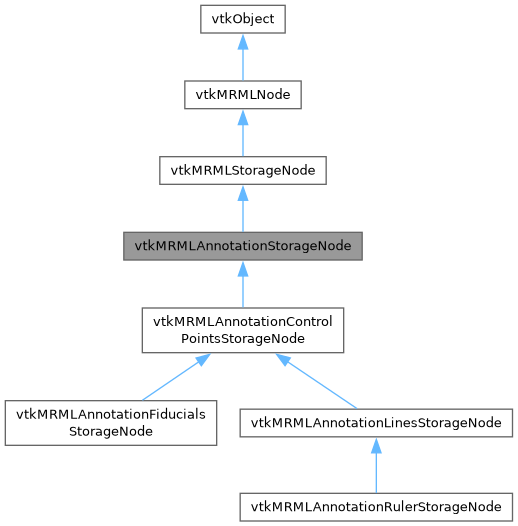 vtkObject
vtkMRMLNode
vtkMRMLStorageNode
vtkMRMLAnnotationStorageNode
vtkMRMLAnnotationControl
PointsStorageNode
vtkMRMLAnnotationFiducials
StorageNode
vtkMRMLAnnotationLinesStorageNode
vtkMRMLAnnotationRulerStorageNode